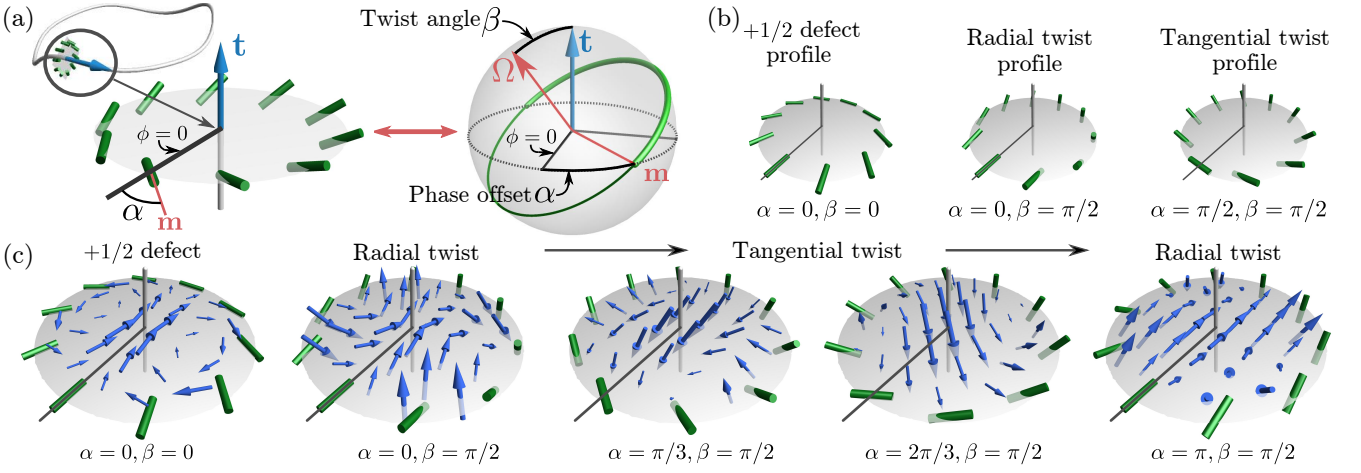 (a)
t
ϕ = 0
α
m
Twist angle β
Ω
t
ϕ = 0
m
Phase offset α
(b)
+1/2 defect
profile
Radial twist
profile
Tangential twist
profile
α = 0, β = 0
α = 0, β = π/2
α = π/2, β = π/2
(c)
+1/2 defect
Radial twist
Tangential twist
Radial twist
α = 0, β = 0
α = 0, β = π/2
α = π/3, β = π/2
α = 2π/3, β = π/2
α = π, β = π/2